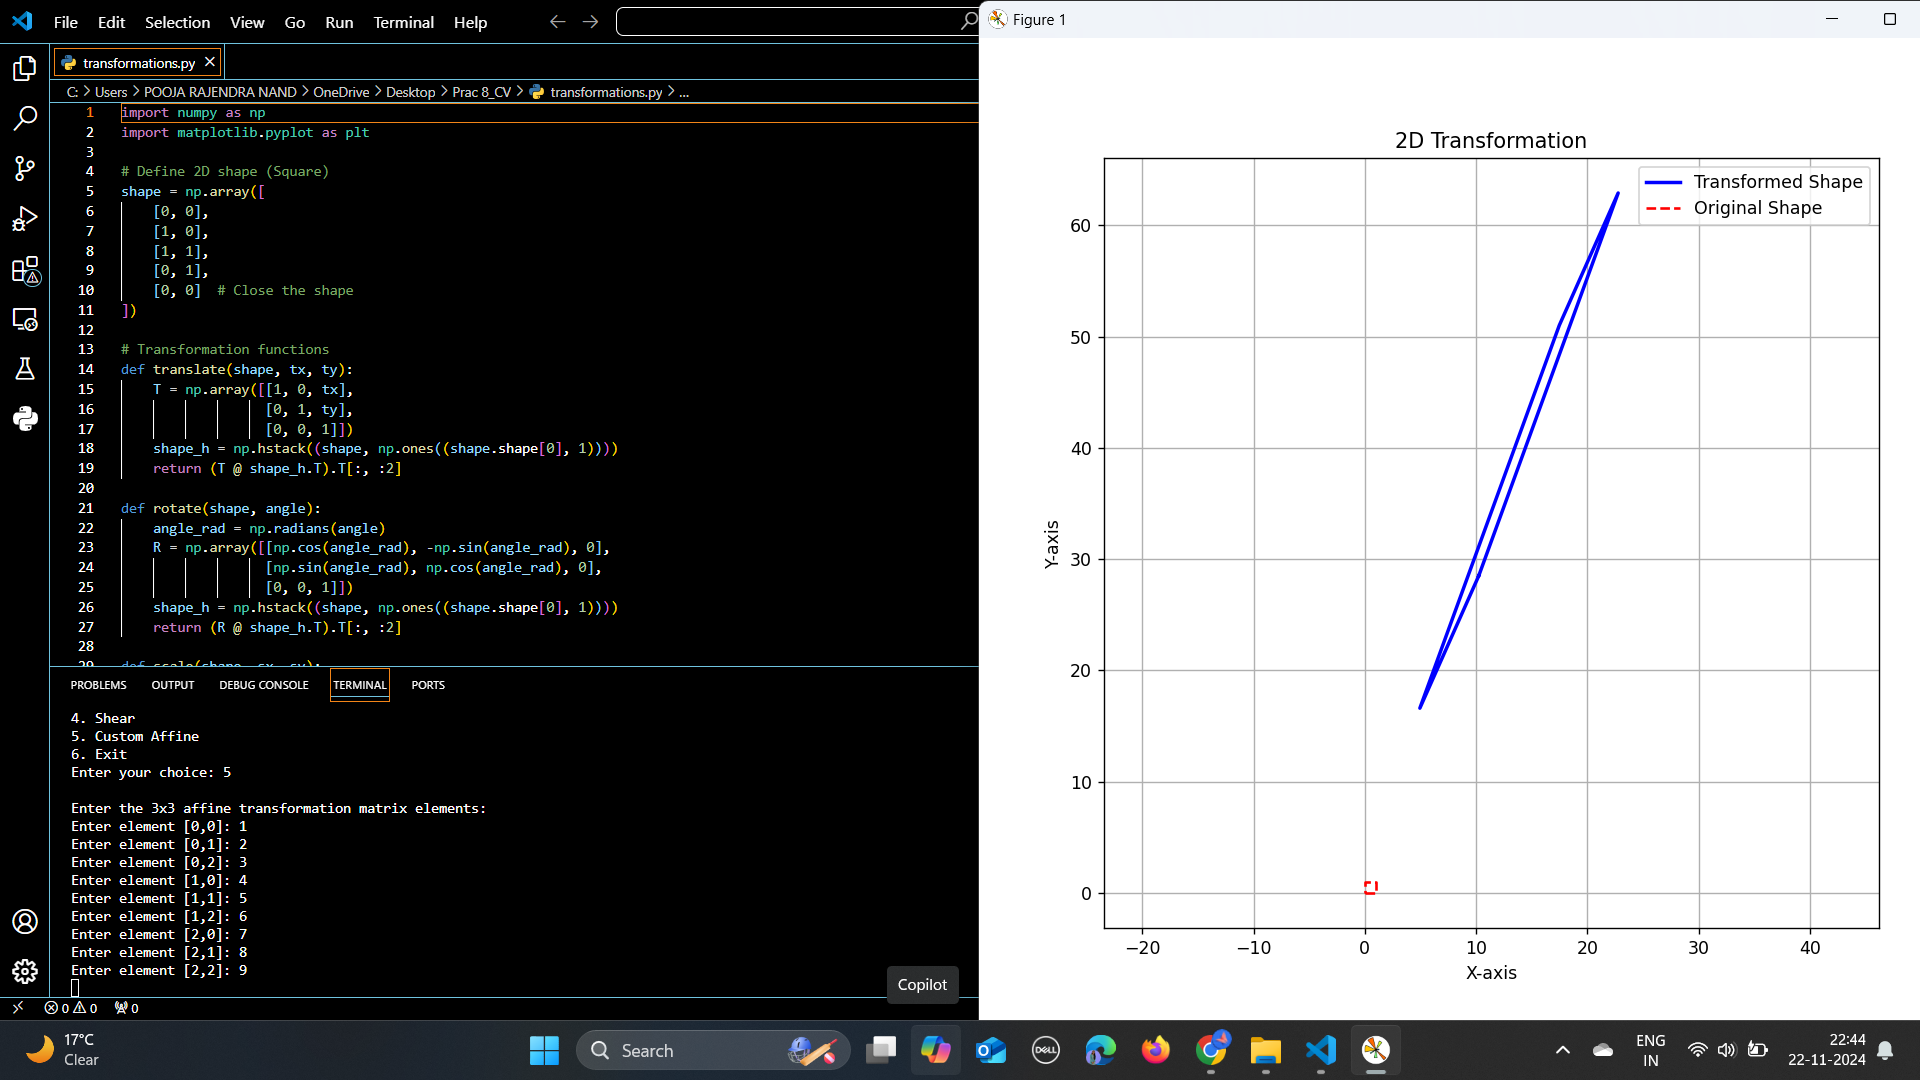 File Edit Selection View Go Run Terminal Help
transformations.py
C: > Users > POOJA RAJENDRA NAND > OneDrive > Desktop > Prac 8_CV > transformations.py > ...
1 import numpy as np
2 import matplotlib.pyplot as plt
3
4 # Define 2D shape (Square)
5 shape = np.array([
6     [0, 0],
7     [1, 0],
8     [1, 1],
9     [0, 1],
10     [0, 0]  # Close the shape
11 ])
12
13 # Transformation functions
14 def translate(shape, tx, ty):
15     T = np.array([[1, 0, tx],
16                   [0, 1, ty],
17                   [0, 0, 1]])
18     shape_h = np.hstack((shape, np.ones((shape.shape[0], 1))))
19     return (T @ shape_h.T).T[:, :2]
20
21 def rotate(shape, angle):
22     angle_rad = np.radians(angle)
23     R = np.array([[np.cos(angle_rad), -np.sin(angle_rad), 0],
24                   [np.sin(angle_rad), np.cos(angle_rad), 0],
25                   [0, 0, 1]])
26     shape_h = np.hstack((shape, np.ones((shape.shape[0], 1))))
27     return (R @ shape_h.T).T[:, :2]
28
29 def scale(shape, sx, sy):
PROBLEMS OUTPUT DEBUG CONSOLE TERMINAL PORTS
4. Shear
5. Custom Affine
6. Exit
Enter your choice: 5
Enter the 3x3 affine transformation matrix elements:
Enter element [0,0]: 1
Enter element [0,1]: 2
Enter element [0,2]: 3
Enter element [1,0]: 4
Enter element [1,1]: 5
Enter element [1,2]: 6
Enter element [2,0]: 7
Enter element [2,1]: 8
Enter element [2,2]: 9
Copilot
0 0 0
Figure 1
2D Transformation
Transformed Shape
Original Shape
60
50
40
30
20
10
0
Y-axis
−20 −10 0 10 20 30 40
X-axis
17°C
Clear
Search
DELL
ENG
IN
22:44
22-11-2024